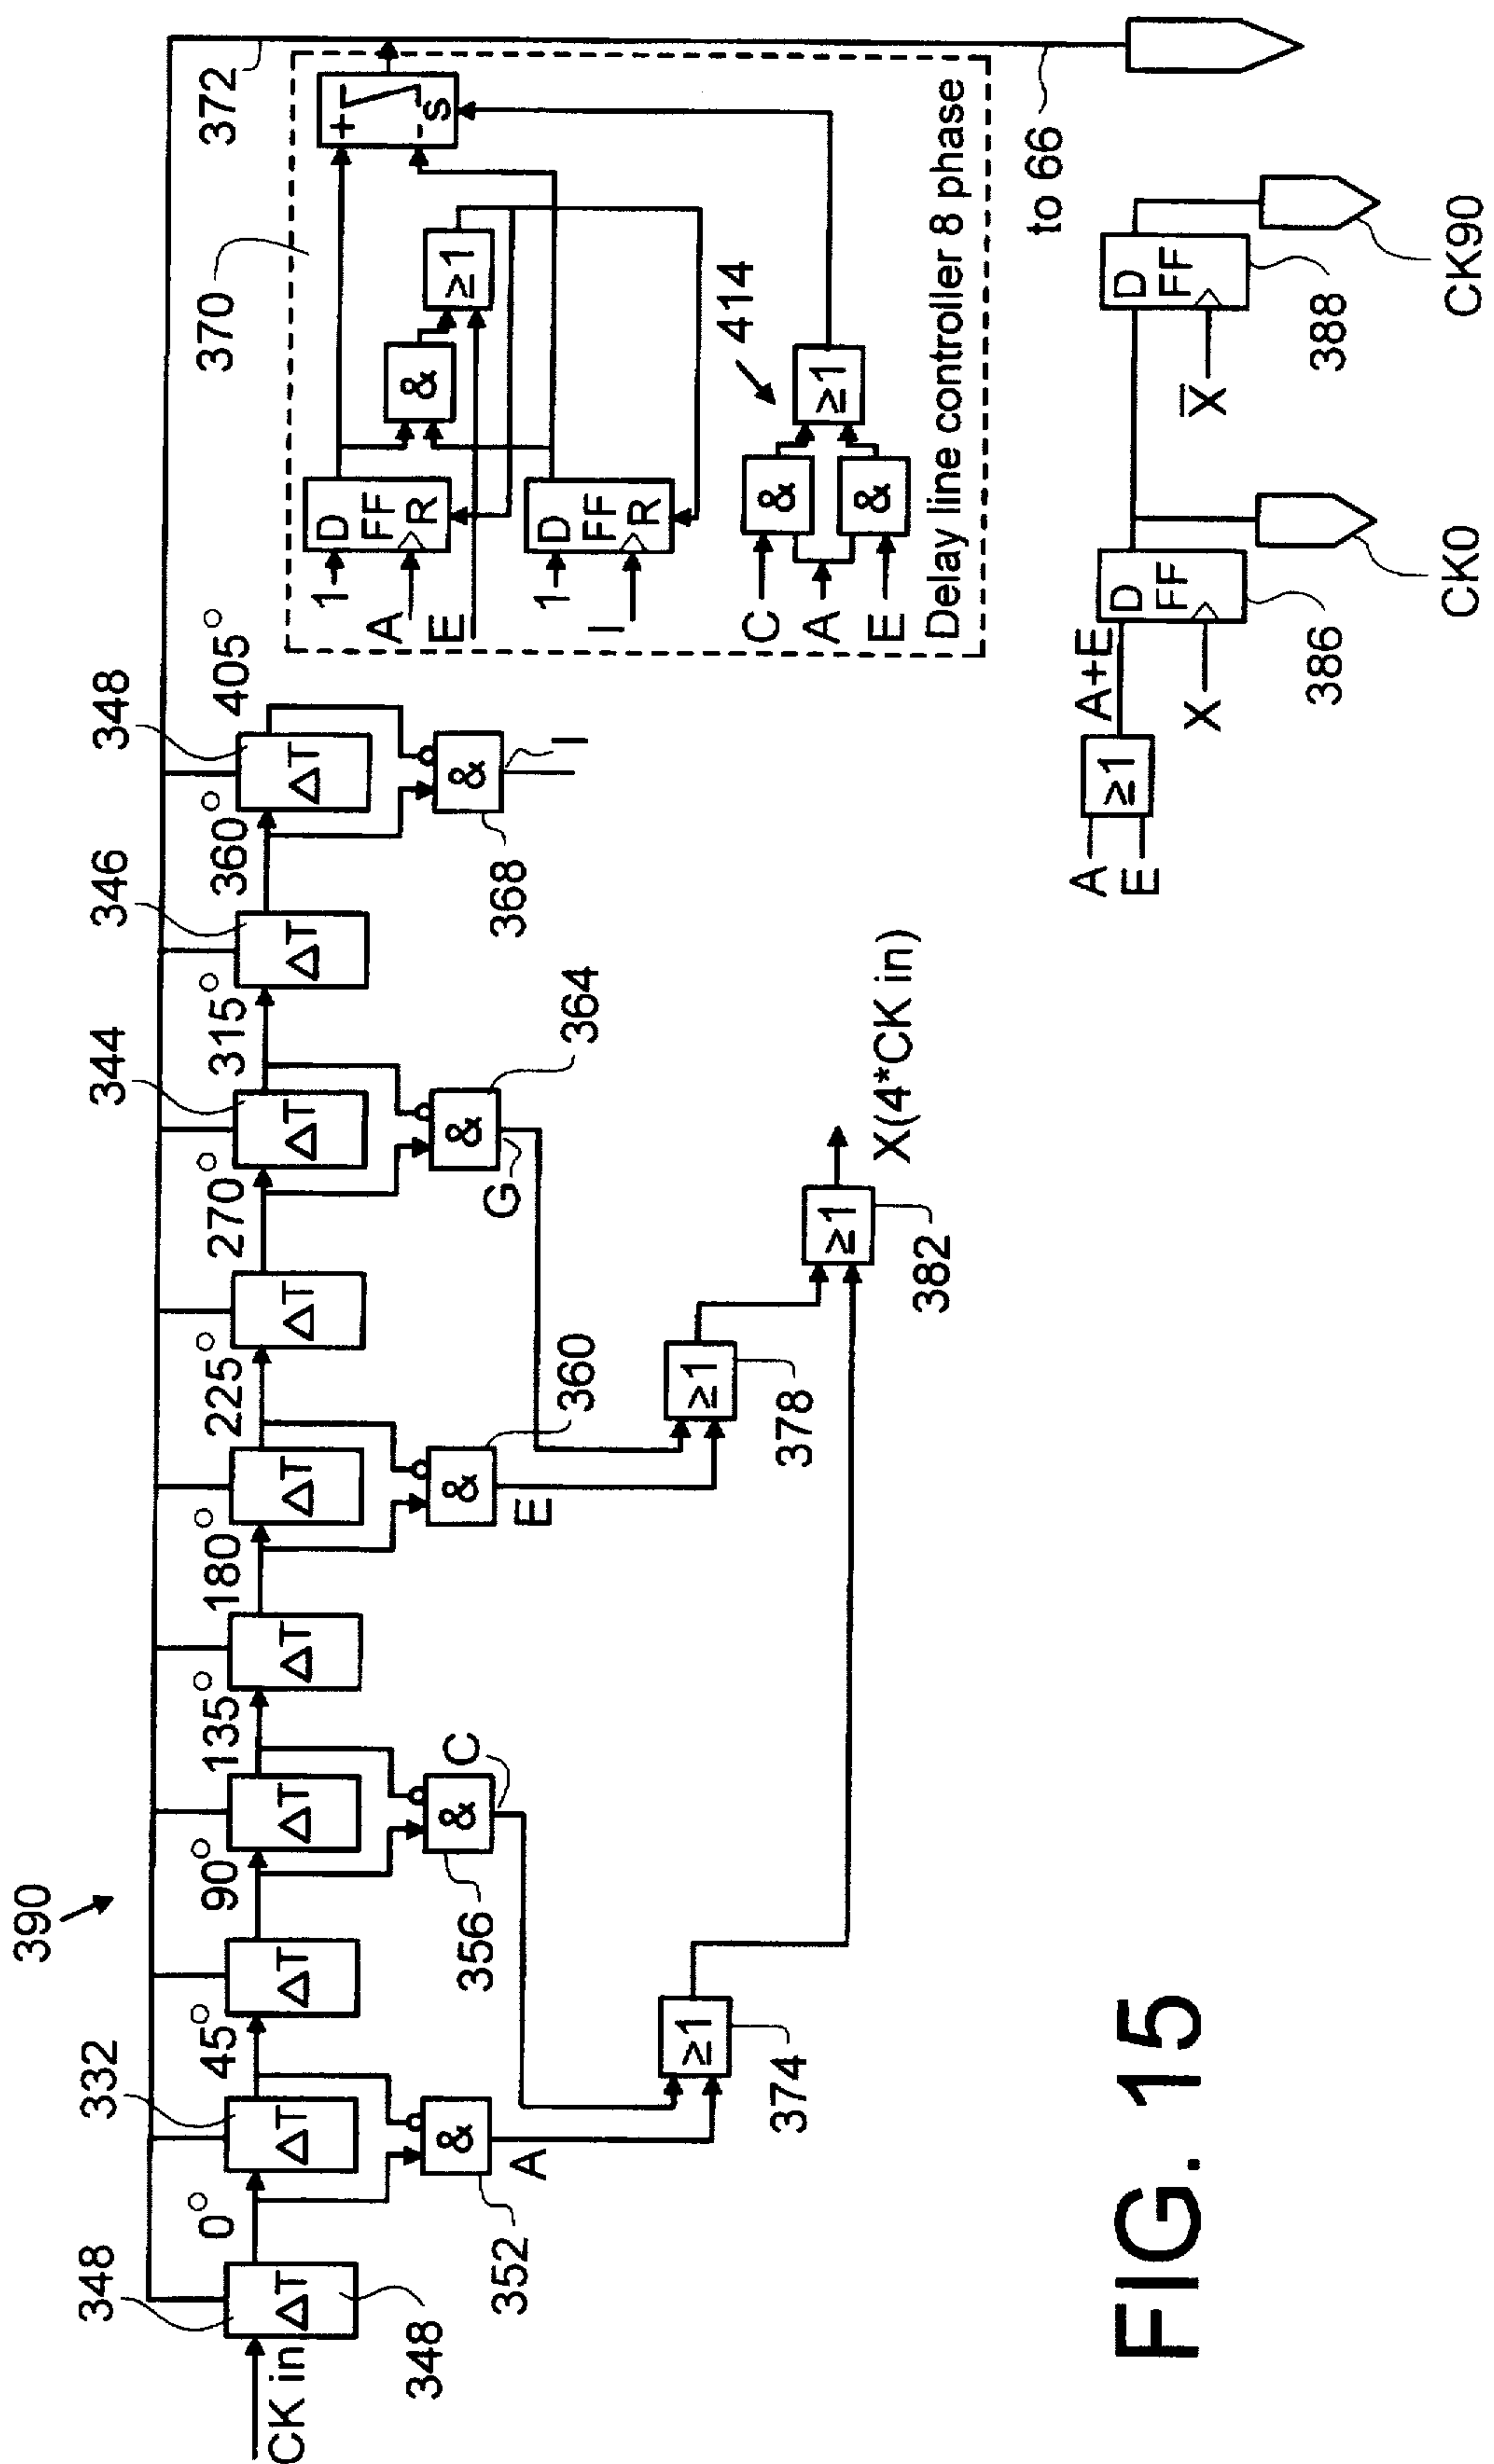 390
372
348
332
344
346
348
CK in
0°
45°
90°
135°
180°
225°
270°
315°
360°
405°
ΔT
ΔT
ΔT
ΔT
ΔT
ΔT
ΔT
ΔT
ΔT
ΔT
348
&
&
&
&
&
352
A
356
C
E
360
G
364
368
I
≥1
374
≥1
378
≥1
382
X(4*CK in)
370
1
D
FF
R
A
E
&
≥1
+
-
S
1
D
FF
R
I
414
C
A
E
&
&
≥1
Delay line controller 8 phase
to 66
A
E
≥1
A+E
X
D
FF
386
CK0
X̅
D
FF
388
CK90
FIG. 15